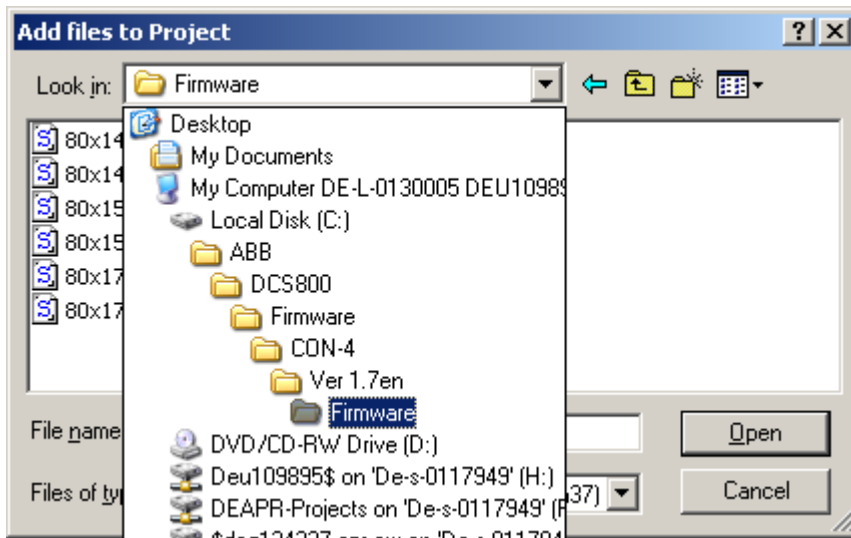 Add files to Project
Look in: Firmware
80x14
80x14
80x15
80x15
80x17
80x17
Desktop
My Documents
My Computer DE-L-0130005 DEU10989
Local Disk (C:)
ABB
DCS800
Firmware
CON-4
Ver 1.7en
Firmware
DVD/CD-RW Drive (D:)
Deu109895$ on 'De-s-0117949' (H:)
DEAPR-Projects on 'De-s-0117949' (
File name
Open
Files of ty
37)
Cancel